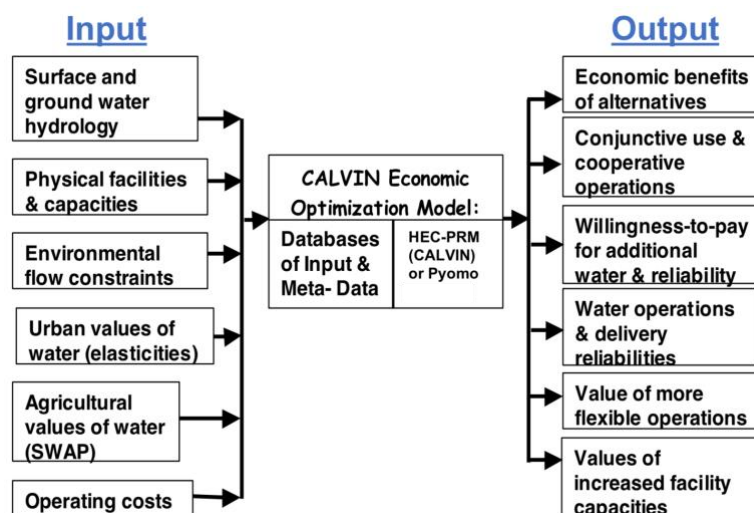 Input
Surface and
ground water
hydrology
Physical facilities
& capacities
Environmental
flow constraints
Urban values of
water (elasticities)
Agricultural
values of water
(SWAP)
Operating costs
CALVIN Economic
Optimization Model:
Databases
of Input &
Meta- Data
HEC-PRM
(CALVIN)
or Pyomo
Output
Economic benefits
of alternatives
Conjunctive use &
cooperative
operations
Willingness-to-pay
for additional
water & reliability
Water operations
& delivery
reliabilities
Value of more
flexible operations
Values of
increased facility
capacities